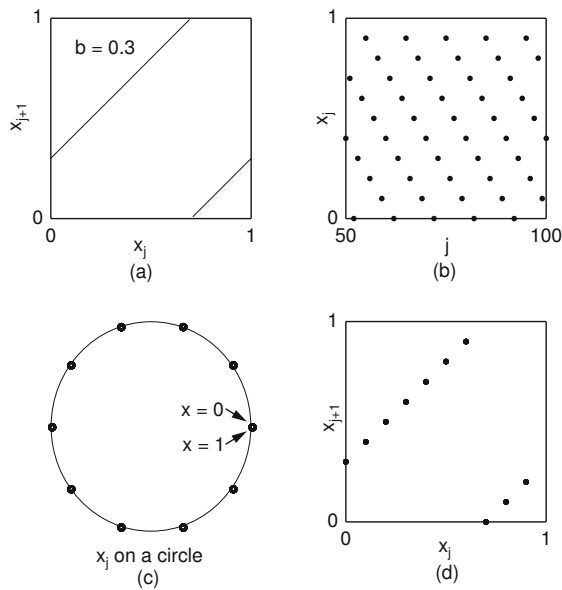 1
b = 0.3
x_{j+1}
0
0
1
x_j
(a)
1
x_j
0
50
100
j
(b)
x = 0
x = 1
x_j on a circle
(c)
1
x_{j+1}
0
0
1
x_j
(d)